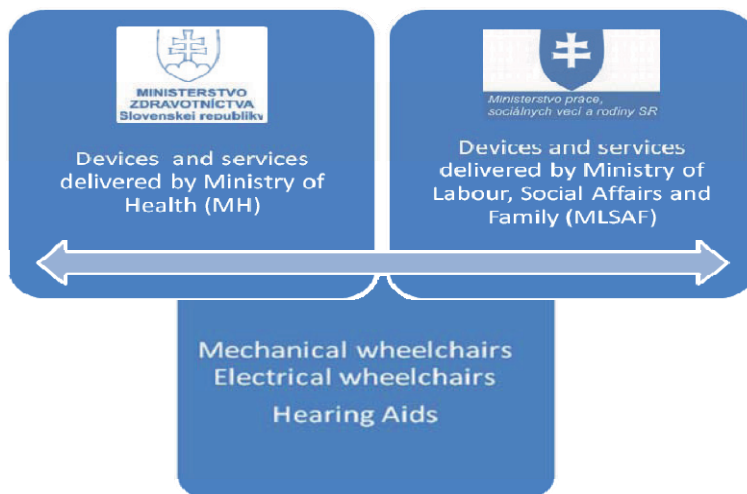 MINISTERSTVO
ZDRAVOTNÍCTVA
Slovenskej republiky
Devices and services
delivered by Ministry of
Health (MH)
Ministerstvo práce,
sociálnych vecí a rodiny SR
Devices and services
delivered by Ministry of
Labour, Social Affairs and
Family (MLSAF)
Mechanical wheelchairs
Electrical wheelchairs
Hearing Aids